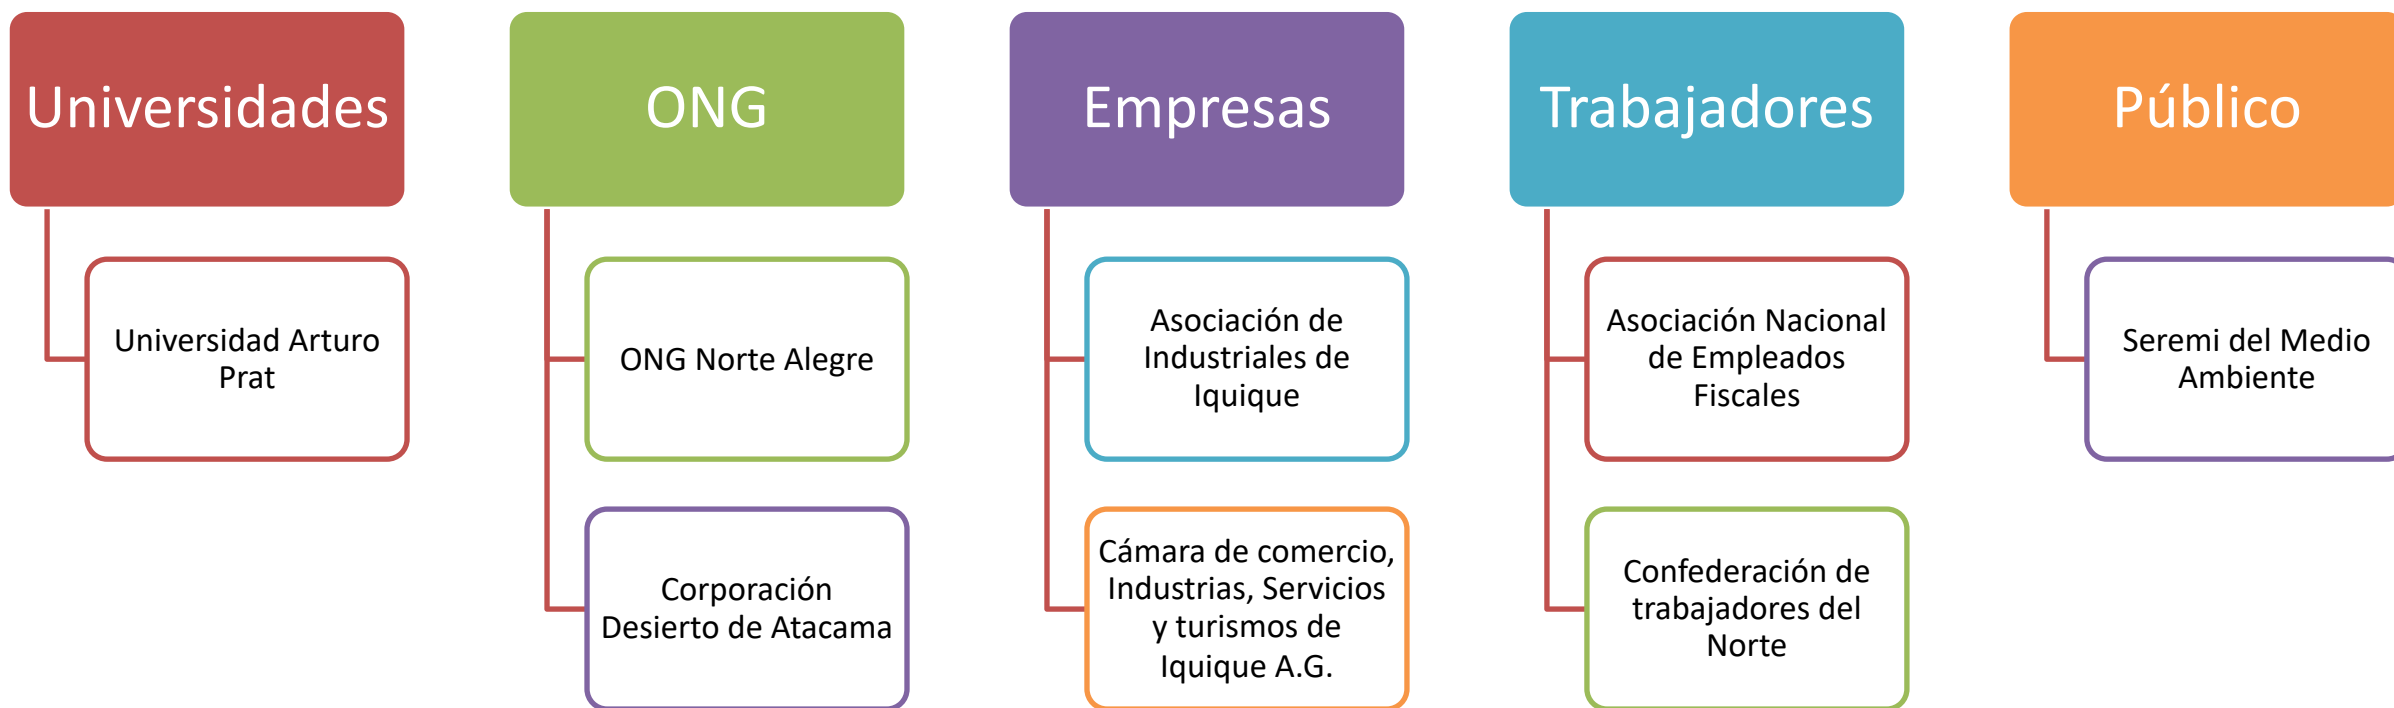 Universidades
Universidad Arturo
Prat
ONG
ONG Norte Alegre
Corporación
Desierto de Atacama
Empresas
Asociación de
Industriales de
Iquique
Cámara de comercio,
Industrias, Servicios
y turismos de
Iquique A.G.
Trabajadores
Asociación Nacional
de Empleados
Fiscales
Confederación de
trabajadores del
Norte
Público
Seremi del Medio
Ambiente